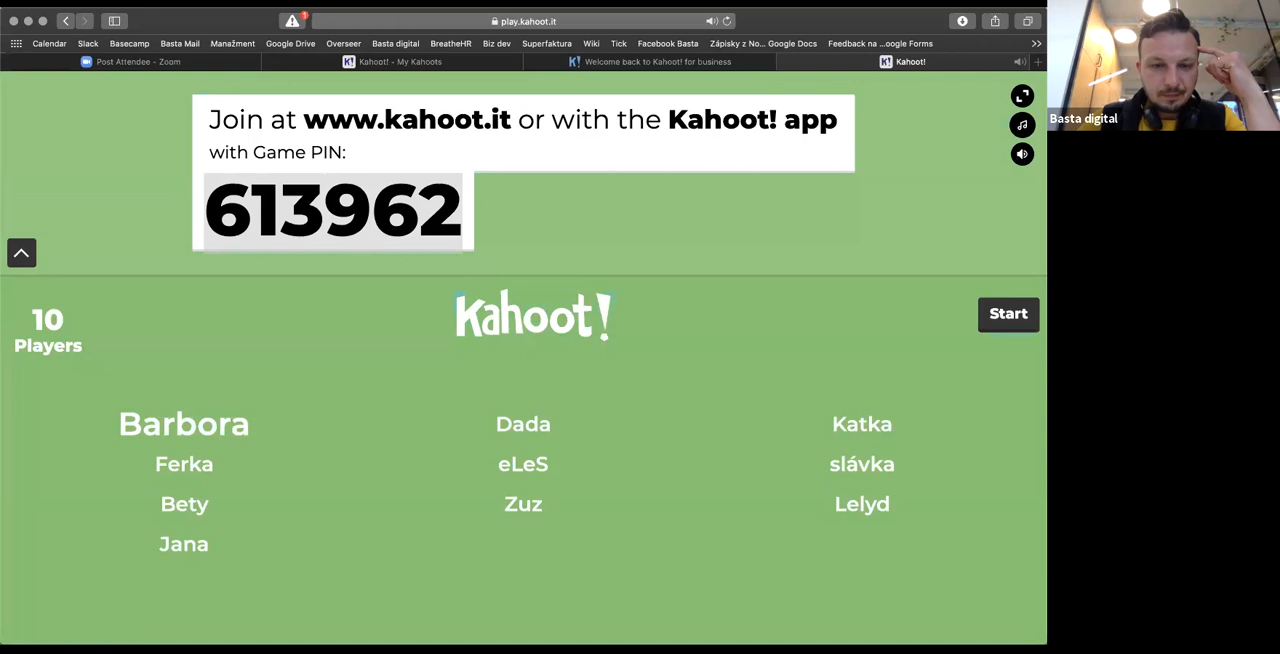 play.kahoot.it
Calendar Slack Basecamp Basta Mail Manažment Google Drive Overseer Basta digital BreatheHR Biz dev Superfaktura Wiki Tick Facebook Basta Zápisky z No... Google Docs Feedback na ...oogle Forms
Post Attendee - Zoom Kahoot! - My Kahoots Welcome back to Kahoot! for business Kahoot!
Join at www.kahoot.it or with the Kahoot! app
with Game PIN:
613962
Basta digital
10
Players
Kahoot!
Start
Barbora Dada Katka
Ferka eLeS slávka
Bety Zuz Lelyd
Jana